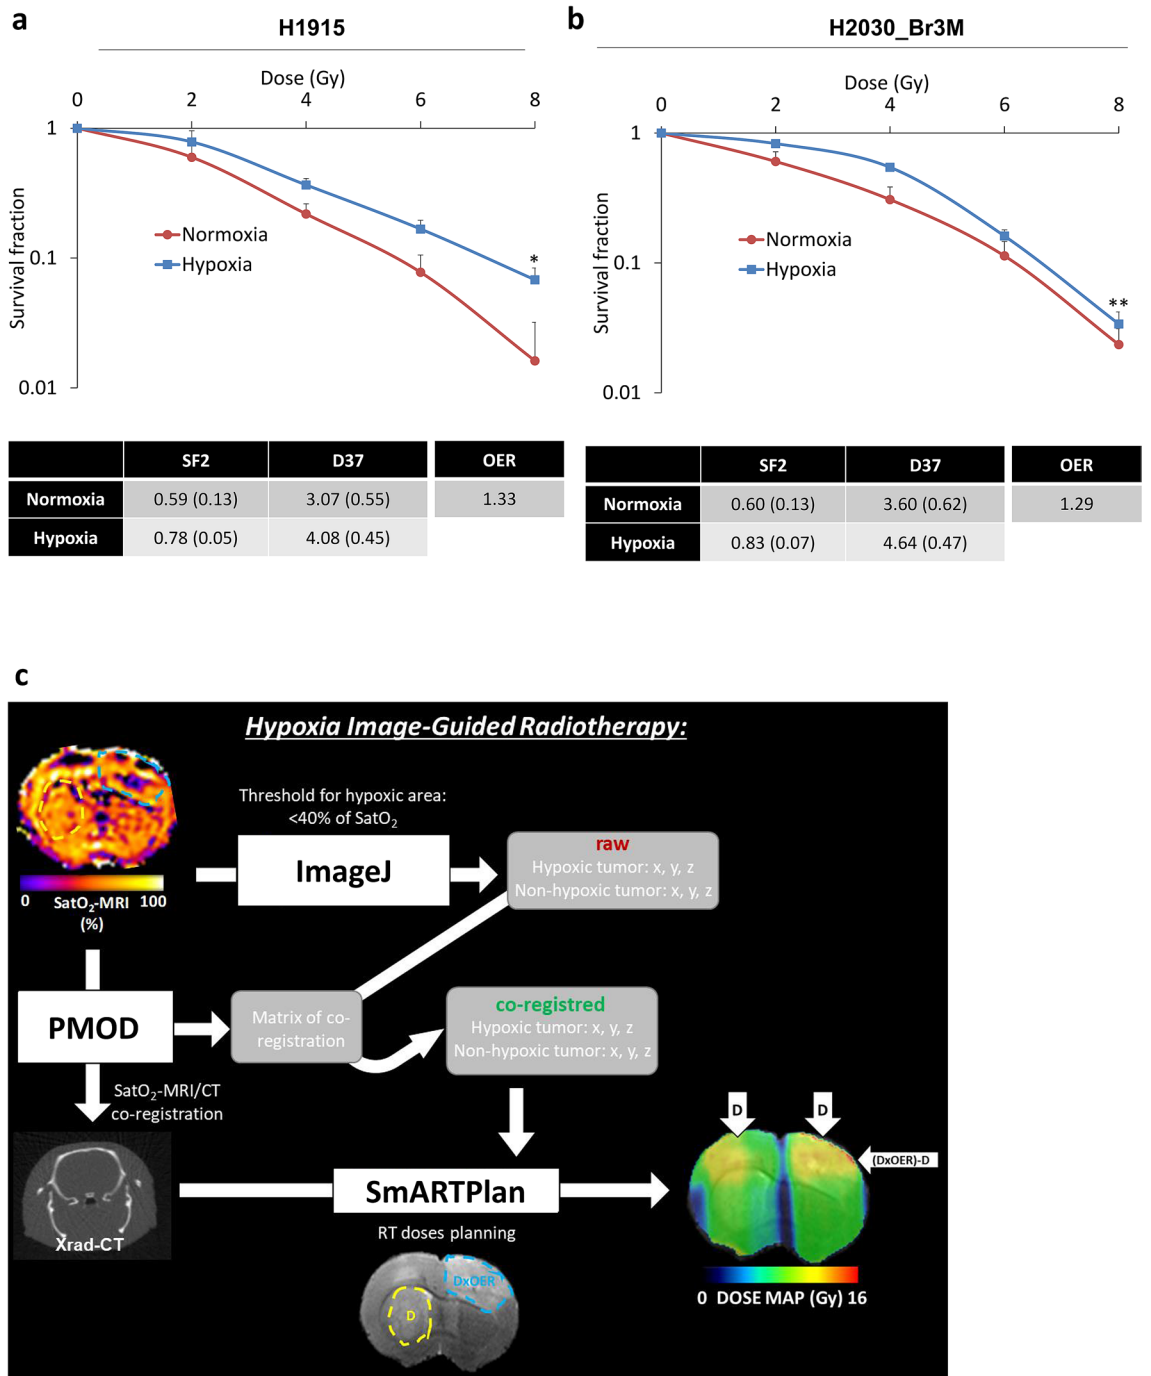 a
H1915
Dose (Gy)
0 2 4 6 8
1
0.1
0.01
Survival fraction
Normoxia
Hypoxia
*
SF2 D37 OER
Normoxia 0.59 (0.13) 3.07 (0.55) 1.33
Hypoxia 0.78 (0.05) 4.08 (0.45)
b
H2030_Br3M
Dose (Gy)
0 2 4 6 8
1
0.1
0.01
Survival fraction
Normoxia
Hypoxia
**
SF2 D37 OER
Normoxia 0.60 (0.13) 3.60 (0.62) 1.29
Hypoxia 0.83 (0.07) 4.64 (0.47)
c
Hypoxia Image-Guided Radiotherapy:
Threshold for hypoxic area:
<40% of SatO2
ImageJ
raw
Hypoxic tumor: x, y, z
Non-hypoxic tumor: x, y, z
0 SatO2-MRI 100
(%)
PMOD
Matrix of co-
registration
co-registred
Hypoxic tumor: x, y, z
Non-hypoxic tumor: x, y, z
SatO2-MRI/CT
co-registration
Xrad-CT
SmARTPlan
RT doses planning
DxOER
D
D D
(DxOER)-D
0 DOSE MAP (Gy) 16